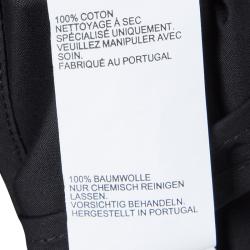 100% COTON
NETTOYAGE À SEC
SPÉCIALISÉ UNIQUEMENT.
VEUILLEZ MANIPULER AVEC
SOIN.
FABRIQUÉ AU PORTUGAL
100% BAUMWOLLE
NUR CHEMISCH REINIGEN
LASSEN.
VORSICHTIG BEHANDELN.
HERGESTELLT IN PORTUGAL